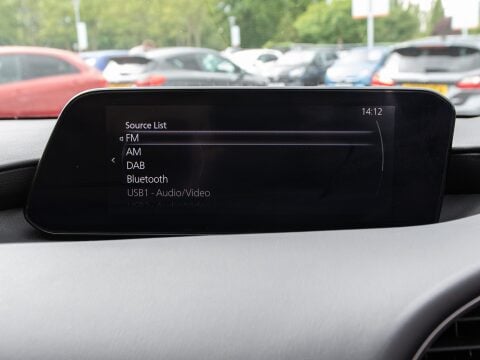 14:12
Source List
FM
AM
DAB
Bluetooth
USB1 - Audio/Video